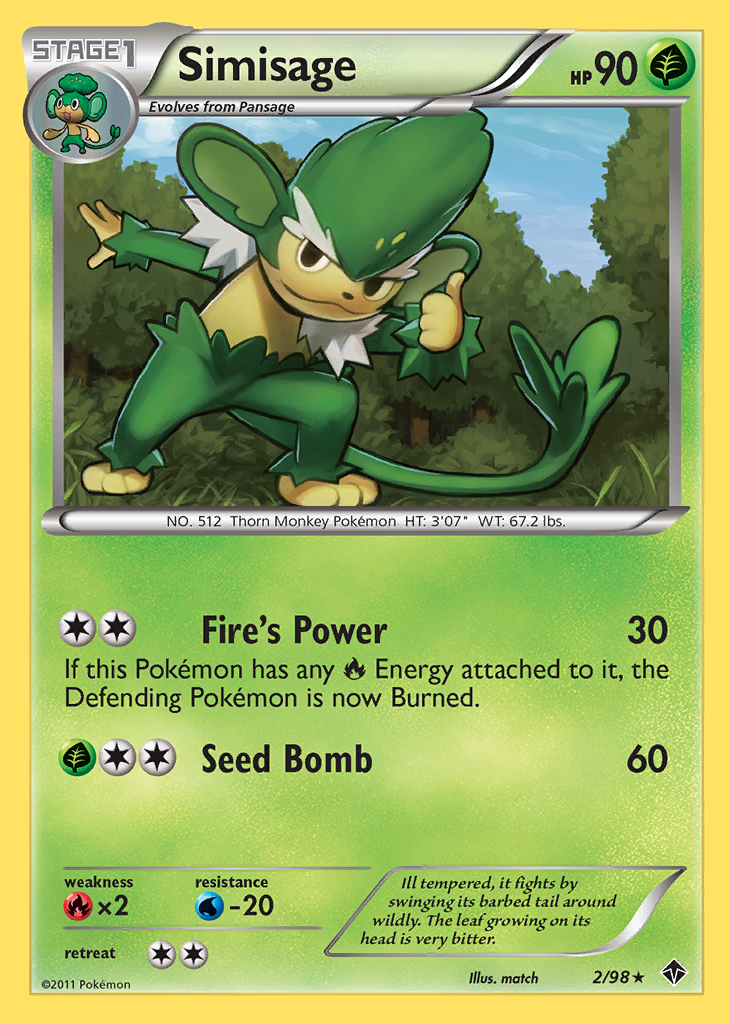 STAGE1
Simisage
HP 90
Evolves from Pansage
NO. 512 Thorn Monkey Pokémon HT: 3'07" WT: 67.2 lbs.
Fire's Power 30
If this Pokémon has any Energy attached to it, the
Defending Pokémon is now Burned.
Seed Bomb 60
weakness
×2
resistance
-20
retreat
Ill tempered, it fights by
swinging its barbed tail around
wildly. The leaf growing on its
head is very bitter.
©2011 Pokémon
Illus. match
2/98★